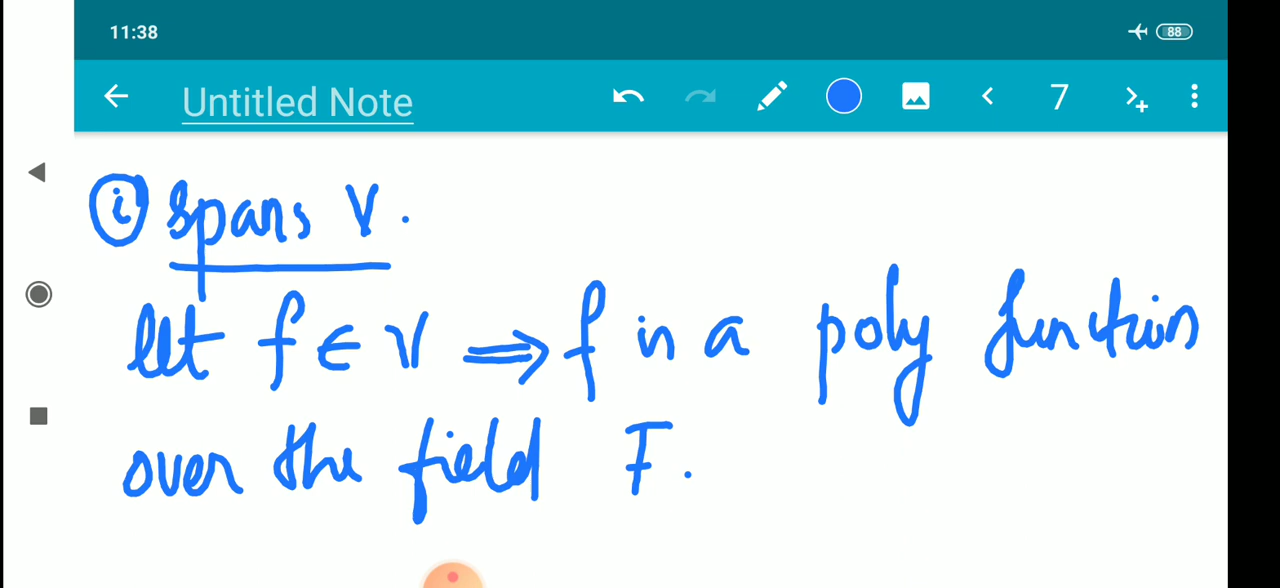 11:38
88
Untitled Note
7
(i) spans V.
let f ∈ V ⟹ f is a poly function
over the field F.